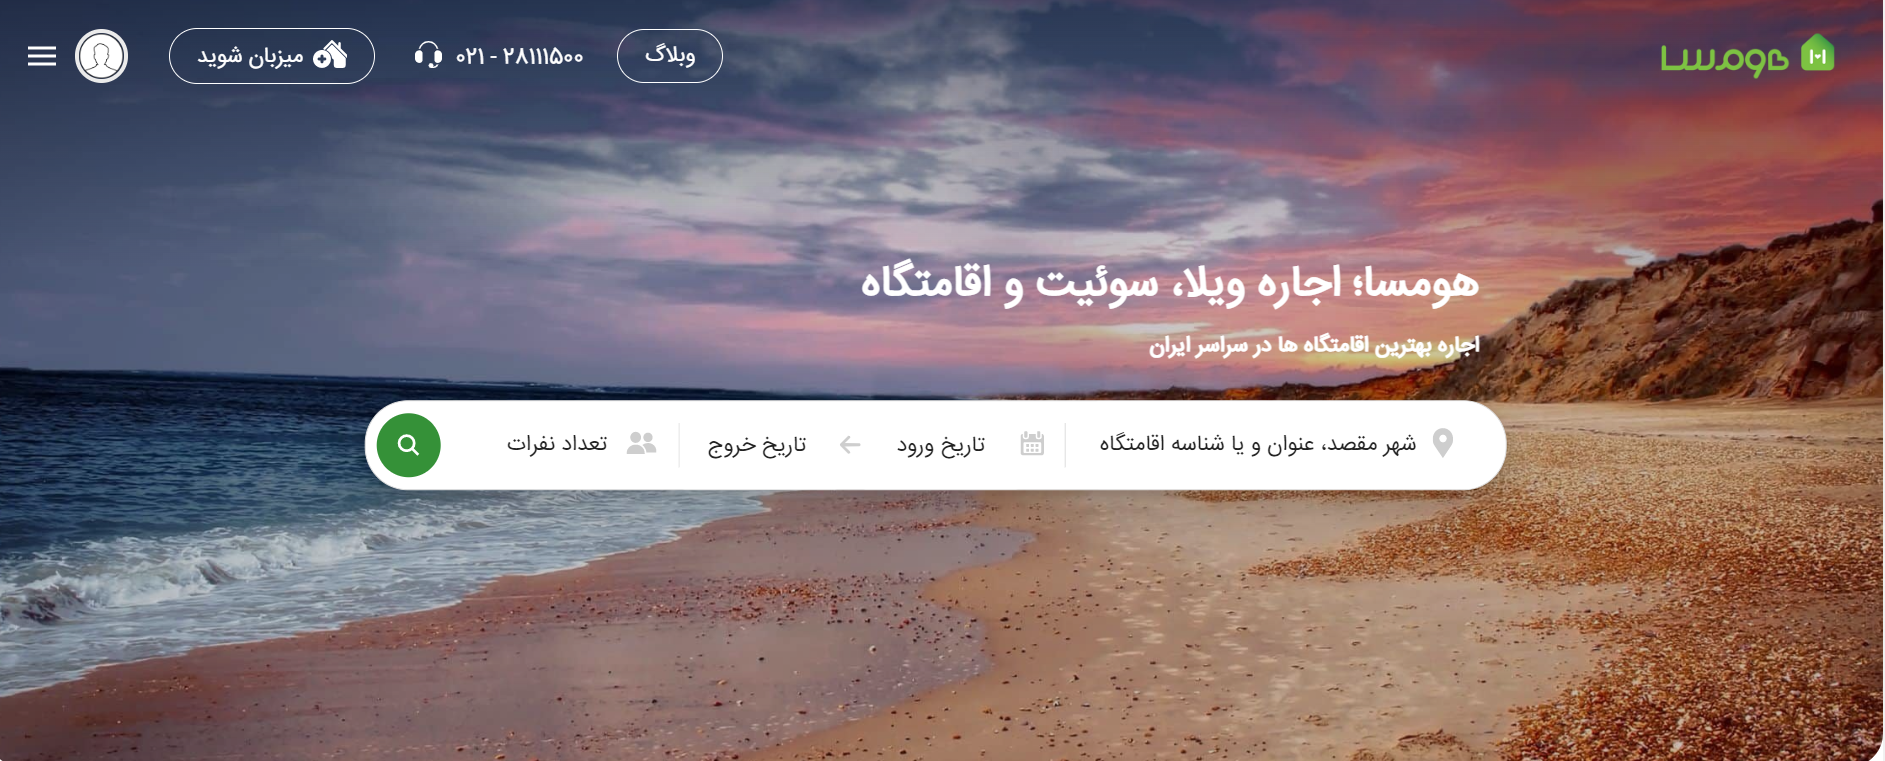 هومسا
وبلاگ
۰۲۱ - ۲۸۱۱۱۵۰۰
میزبان شوید
هومسا؛ اجاره ویلا، سوئیت و اقامتگاه
اجاره بهترین اقامتگاه ها در سراسر ایران
شهر مقصد، عنوان و یا شناسه اقامتگاه
تاریخ ورود
تاریخ خروج
تعداد نفرات